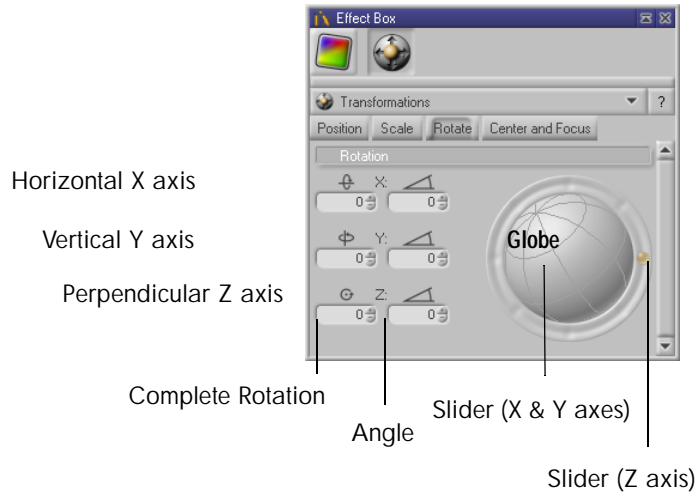 Effect Box
Transformations ?
Position Scale Rotate Center and Focus
Rotation
Horizontal X axis
X:
0 0
Vertical Y axis
Y:
0 0
Globe
Perpendicular Z axis
Z:
0 0
Complete Rotation
Angle
Slider (X & Y axes)
Slider (Z axis)